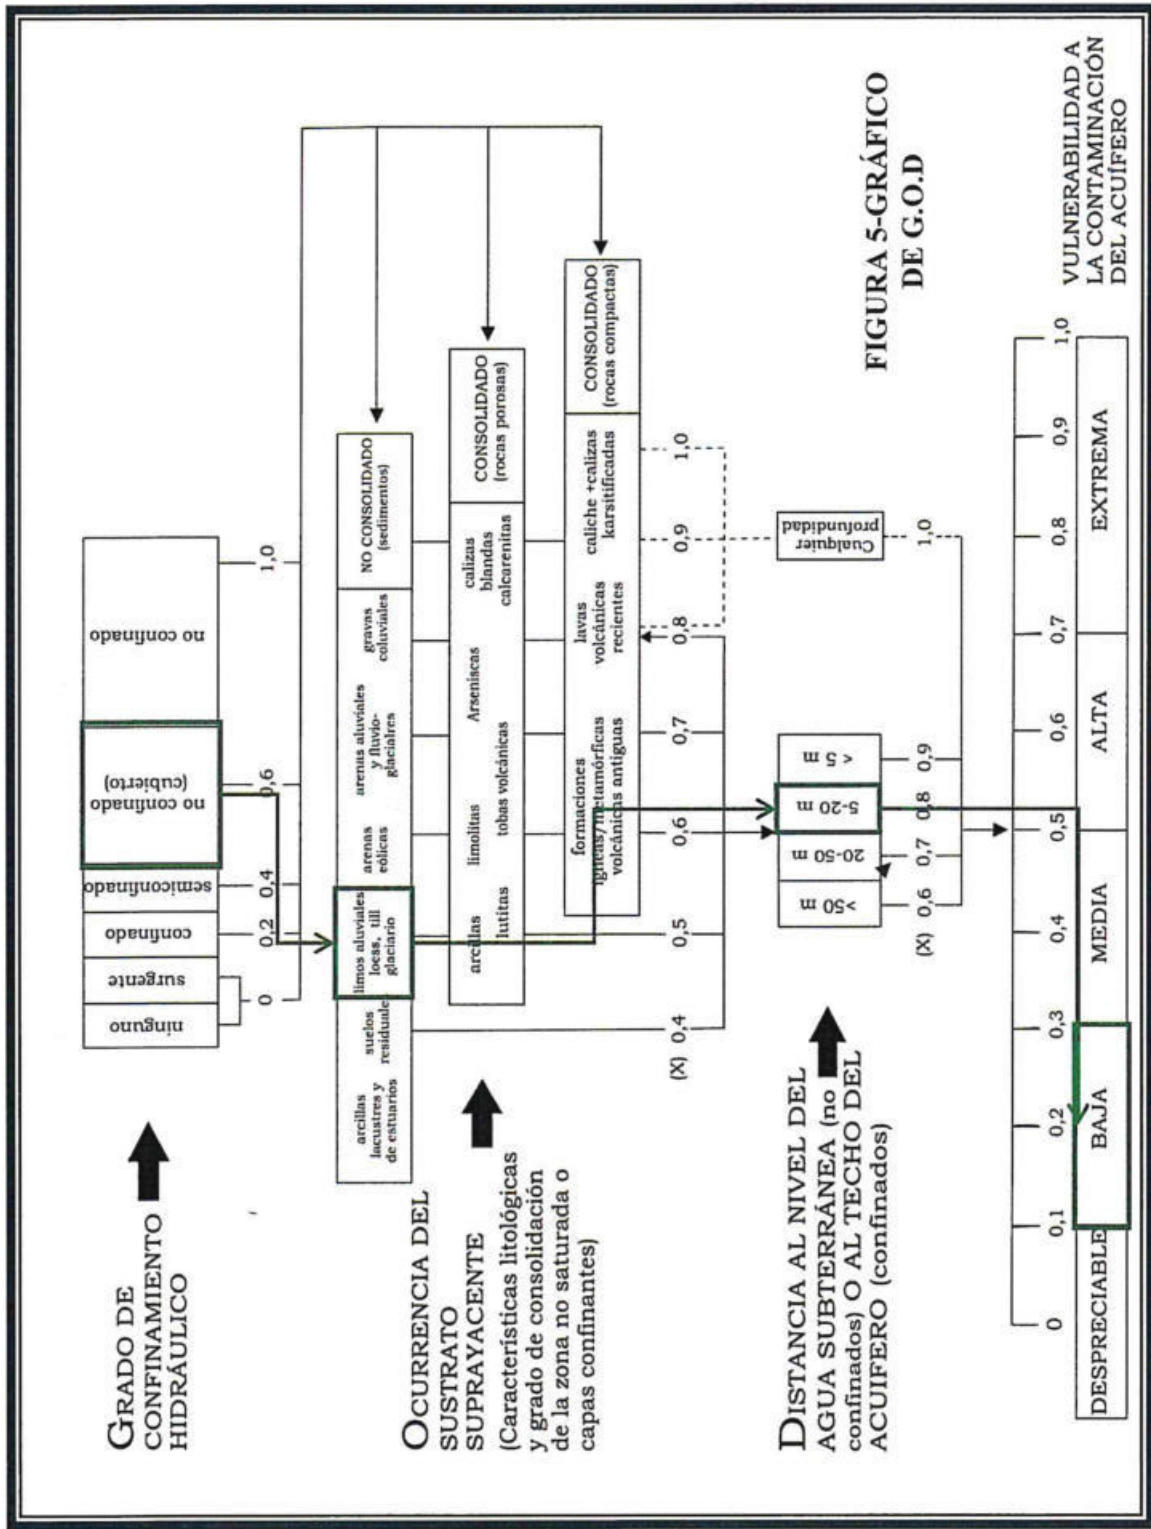 GRADO DE
CONFINAMIENTO
HIDRÁULICO
ninguno
surgente
confinado
semiconfinado
no confinado
(cubierto)
no confinado
0
0,2
0,4
0,6
1,0
OCURRENCIA DEL
SUSTRATO
SUPRAYACENTE
(Características litológicas
y grado de consolidación
de la zona no saturada o
capas confinantes)
arcillas
lacustres y
de estuarios
suelos
residuales
limos aluviales
loess, till
glaciario
arenas
eólicas
arenas aluviales
y fluvio-
glaciares
gravas
coluviales
NO CONSOLIDADO
(sedimentos)
arcillas
lutitas
limolitas
tobas volcánicas
Arseniscas
calizas
blandas
calcarenitas
CONSOLIDADO
(rocas porosas)
formaciones
igneas/metamórficas
volcánicas antiguas
lavas
volcánicas
recientes
caliche +calizas
karsitificadas
CONSOLIDADO
(rocas compactas)
(X) 0,4
0,5
0,6
0,7
0,8
0,9
1,0
DISTANCIA AL NIVEL DEL
AGUA SUBTERRÁNEA (no
confinados) O AL TECHO DEL
ACUIFERO (confinados)
>50 m
20-50 m
5-20 m
< 5 m
Cualquier
profundidad
(X) 0,6
0,7
0,8
0,9
1,0
FIGURA 5-GRÁFICO
DE G.O.D
0
0,1
0,2
0,3
0,4
0,5
0,6
0,7
0,8
0,9
1,0
DESPRECIABLE
BAJA
MEDIA
ALTA
EXTREMA
VULNERABILIDAD A
LA CONTAMINACIÓN
DEL ACUÍFERO